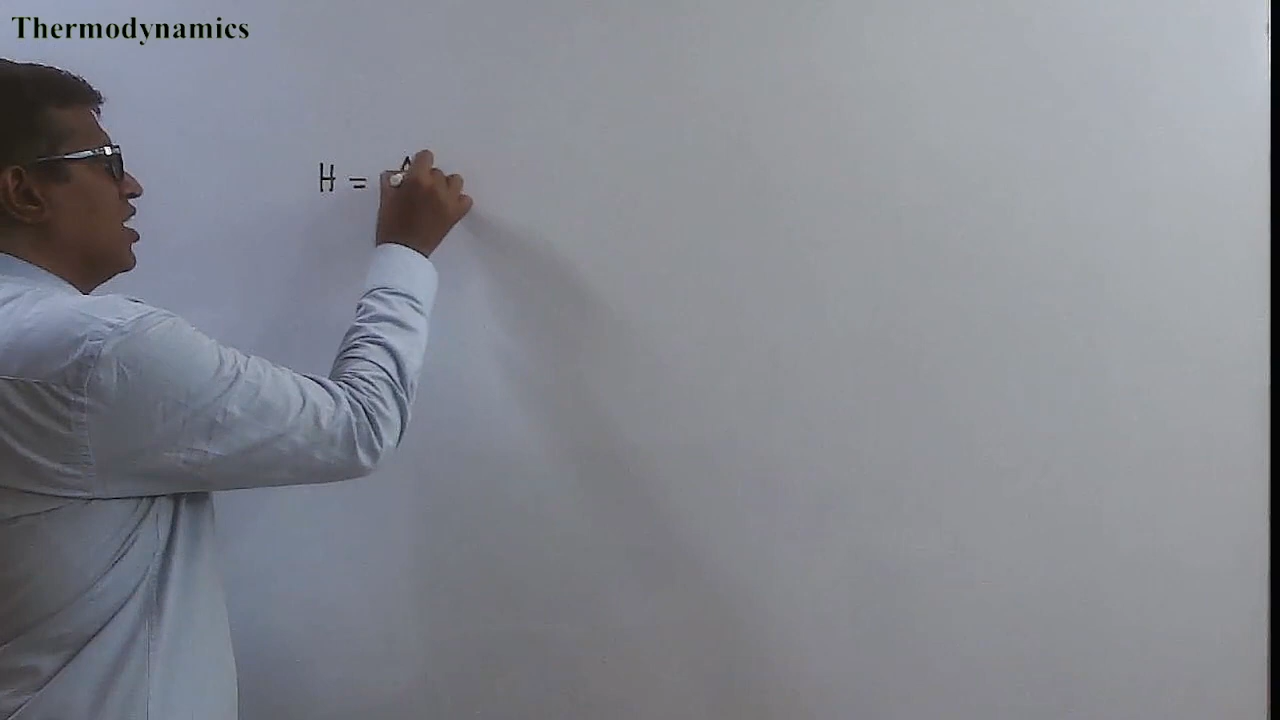 Thermodynamics
H =